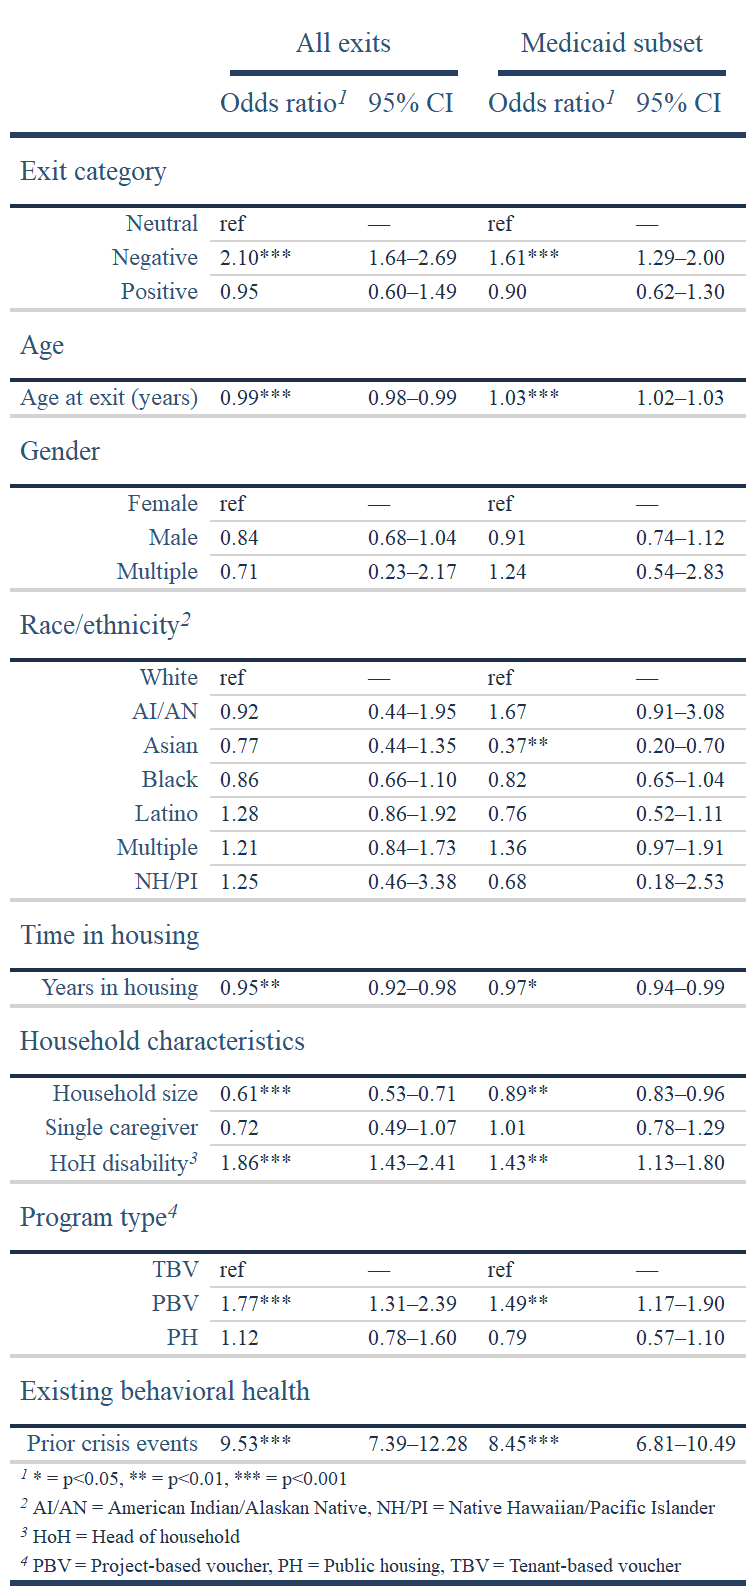 All exits Medicaid subset
Odds ratio1 95% CI Odds ratio1 95% CI
Exit category
Neutral ref — ref —
Negative 2.10*** 1.64–2.69 1.61*** 1.29–2.00
Positive 0.95 0.60–1.49 0.90 0.62–1.30
Age
Age at exit (years) 0.99*** 0.98–0.99 1.03*** 1.02–1.03
Gender
Female ref — ref —
Male 0.84 0.68–1.04 0.91 0.74–1.12
Multiple 0.71 0.23–2.17 1.24 0.54–2.83
Race/ethnicity2
White ref — ref —
AI/AN 0.92 0.44–1.95 1.67 0.91–3.08
Asian 0.77 0.44–1.35 0.37** 0.20–0.70
Black 0.86 0.66–1.10 0.82 0.65–1.04
Latino 1.28 0.86–1.92 0.76 0.52–1.11
Multiple 1.21 0.84–1.73 1.36 0.97–1.91
NH/PI 1.25 0.46–3.38 0.68 0.18–2.53
Time in housing
Years in housing 0.95** 0.92–0.98 0.97* 0.94–0.99
Household characteristics
Household size 0.61*** 0.53–0.71 0.89** 0.83–0.96
Single caregiver 0.72 0.49–1.07 1.01 0.78–1.29
HoH disability3 1.86*** 1.43–2.41 1.43** 1.13–1.80
Program type4
TBV ref — ref —
PBV 1.77*** 1.31–2.39 1.49** 1.17–1.90
PH 1.12 0.78–1.60 0.79 0.57–1.10
Existing behavioral health
Prior crisis events 9.53*** 7.39–12.28 8.45*** 6.81–10.49
1 * = p<0.05, ** = p<0.01, *** = p<0.001
2 AI/AN = American Indian/Alaskan Native, NH/PI = Native Hawaiian/Pacific Islander
3 HoH = Head of household
4 PBV = Project-based voucher, PH = Public housing, TBV = Tenant-based voucher